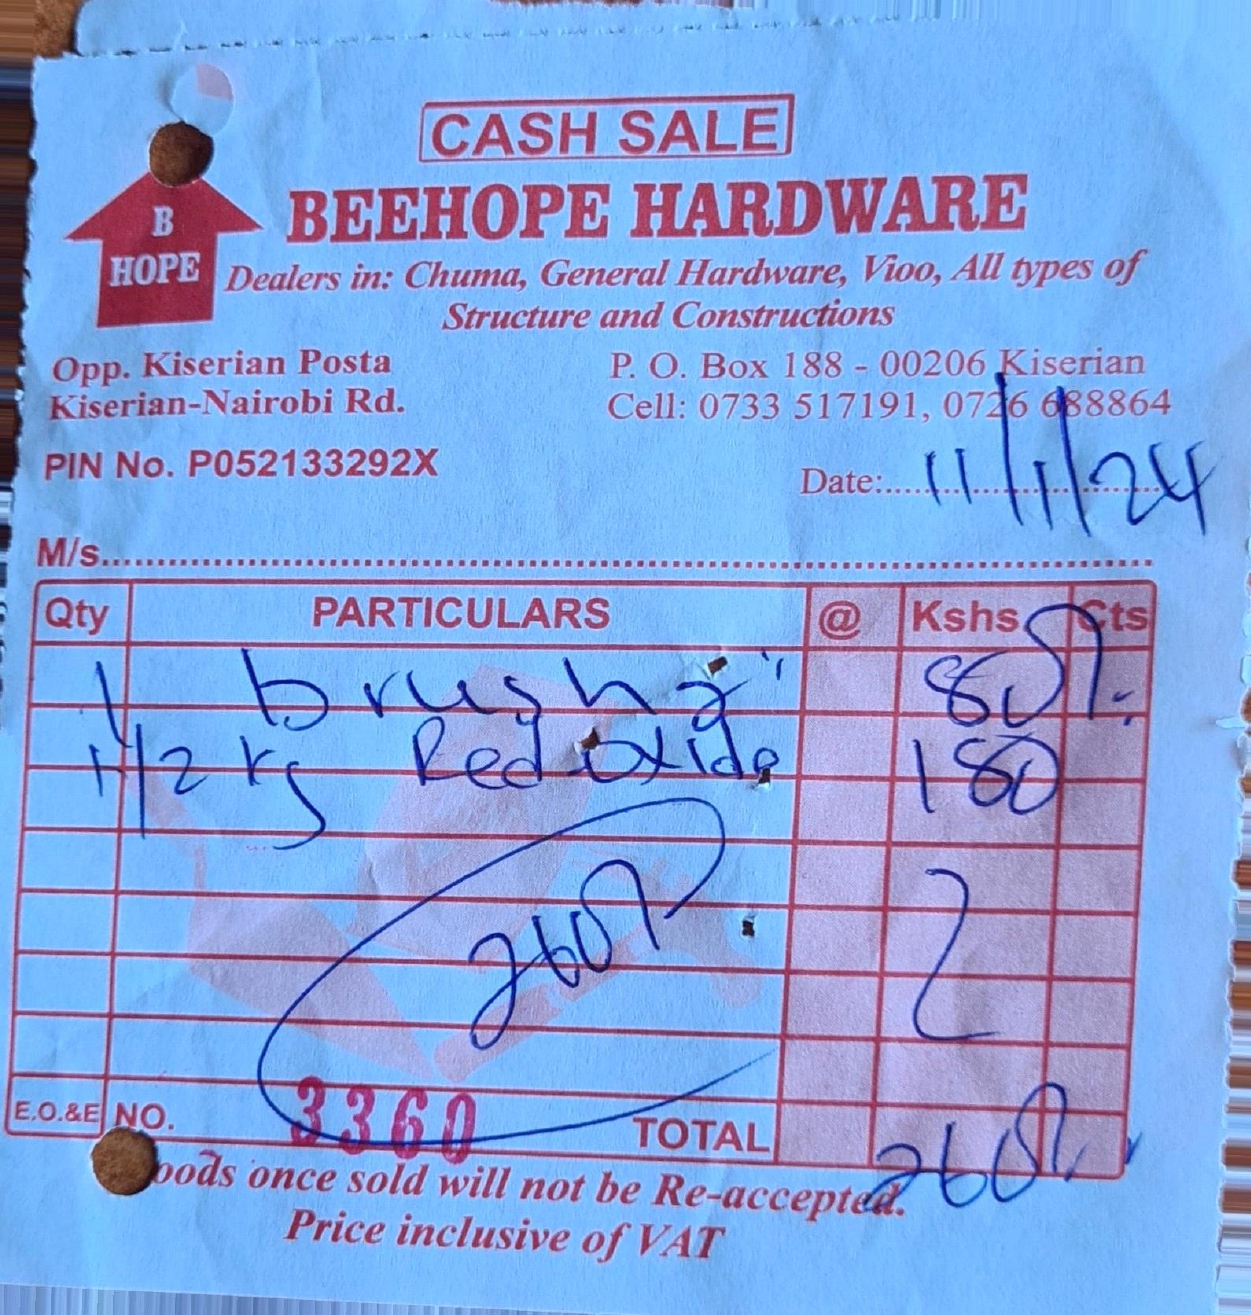 CASH SALE
B
HOPE
BEEHOPE HARDWARE
Dealers in: Chuma, General Hardware, Vioo, All types of
Structure and Constructions
Opp. Kiserian Posta
Kiserian-Nairobi Rd.
P. O. Box 188 - 00206 Kiserian
Cell: 0733 517191, 0726 688864
PIN No. P052133292X
Date:.....11/1/24
M/s.....
Qty PARTICULARS @ Kshs Cts
1 brush 2" 80/.
1/2 kg Red oxide 180
260/
E.O.&E NO. 3360 TOTAL 260/.
oods once sold will not be Re-accepted.
Price inclusive of VAT